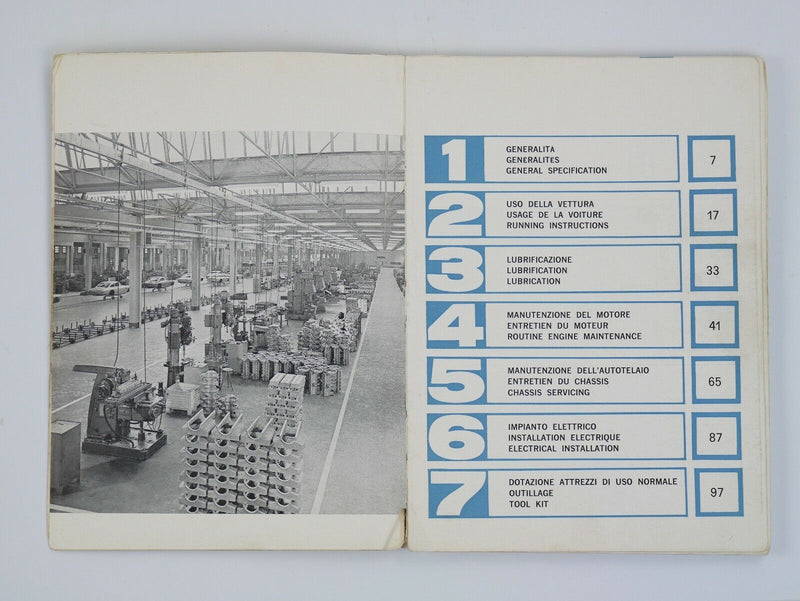 1
GENERALITA
GENERALITES
GENERAL SPECIFICATION
7
2
USO DELLA VETTURA
USAGE DE LA VOITURE
RUNNING INSTRUCTIONS
17
3
LUBRIFICAZIONE
LUBRIFICATION
LUBRICATION
33
4
MANUTENZIONE DEL MOTORE
ENTRETIEN DU MOTEUR
ROUTINE ENGINE MAINTENANCE
41
5
MANUTENZIONE DELL'AUTOTELAIO
ENTRETIEN DU CHASSIS
CHASSIS SERVICING
65
6
IMPIANTO ELETTRICO
INSTALLATION ELECTRIQUE
ELECTRICAL INSTALLATION
87
7
DOTAZIONE ATTREZZI DI USO NORMALE
OUTILLAGE
TOOL KIT
97